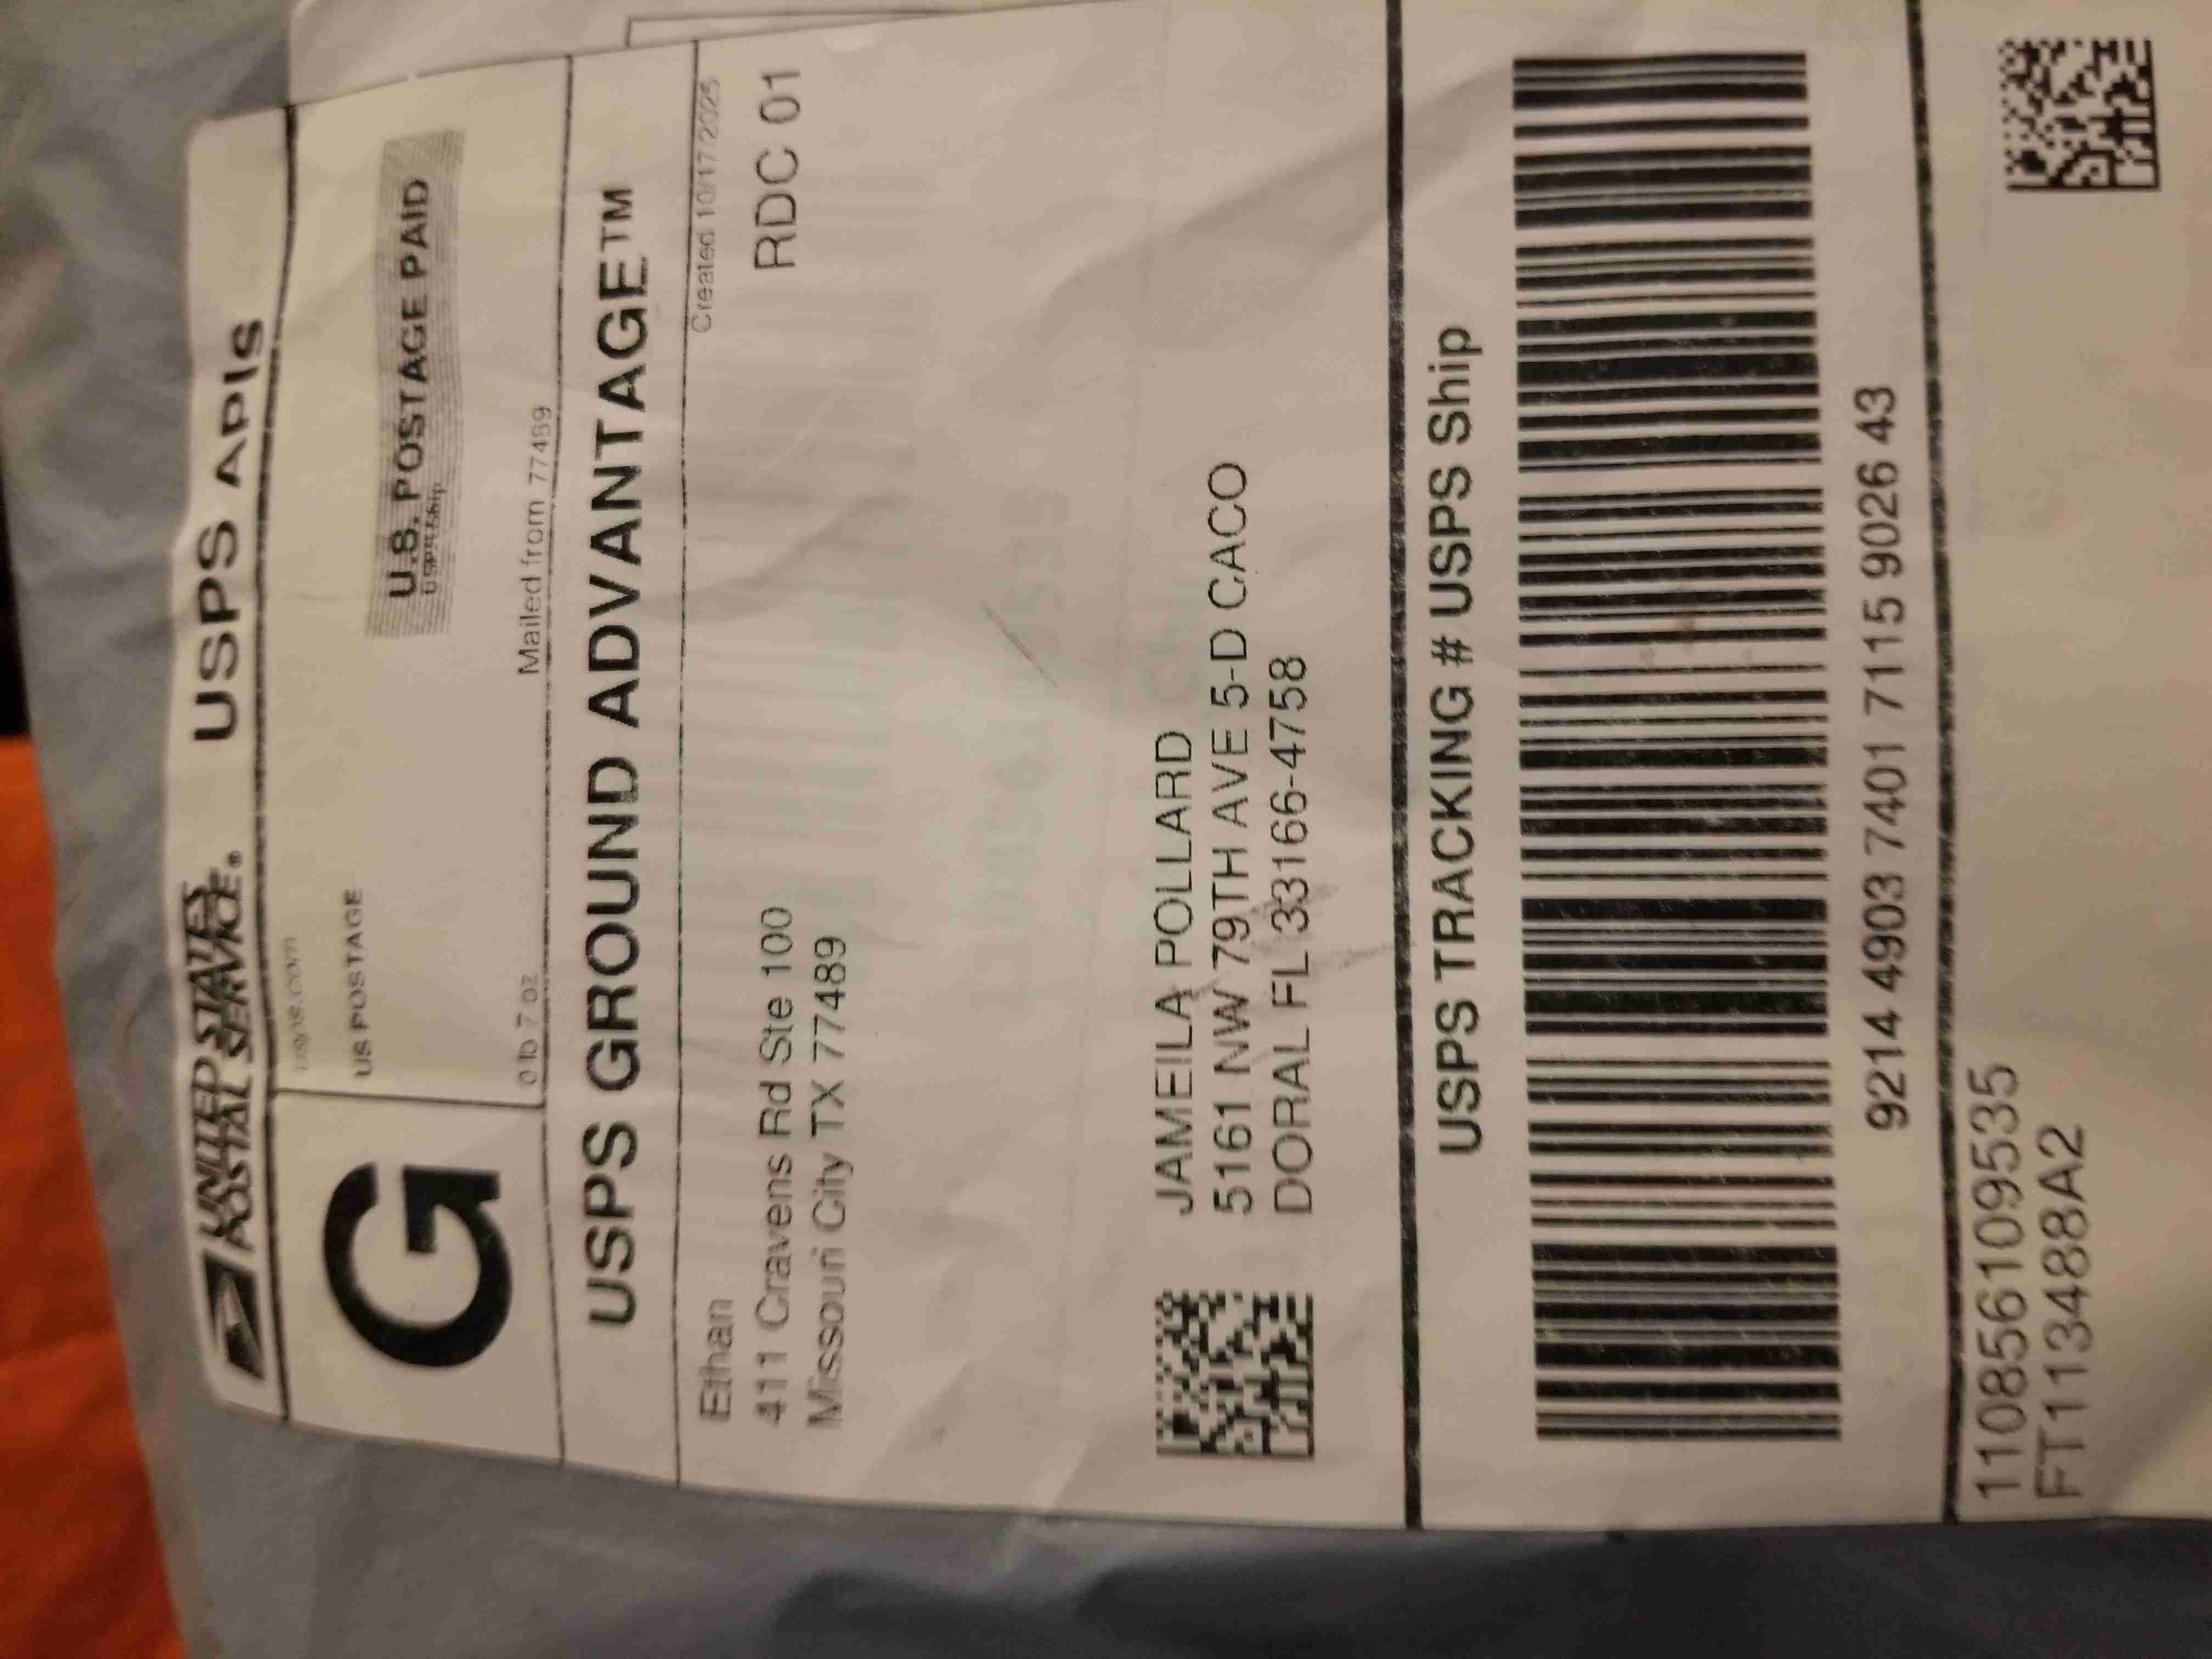 UNITED STATES
POSTAL SERVICE®
USPS APIs
G
US POSTAGE
U.S. POSTAGE PAID
0 lb 7 oz
Mailed from 77489
USPS GROUND ADVANTAGE™
Ethan
Created 10/17/2025
411 Cravens Rd Ste 100
RDC 01
Missouri City TX 77489
JAMEILA POLLARD
5161 NW 79TH AVE 5-D CACO
DORAL FL 33166-4758
USPS TRACKING # USPS Ship
9214 4903 7401 7115 9026 43
1108561095​35
FT113488A2